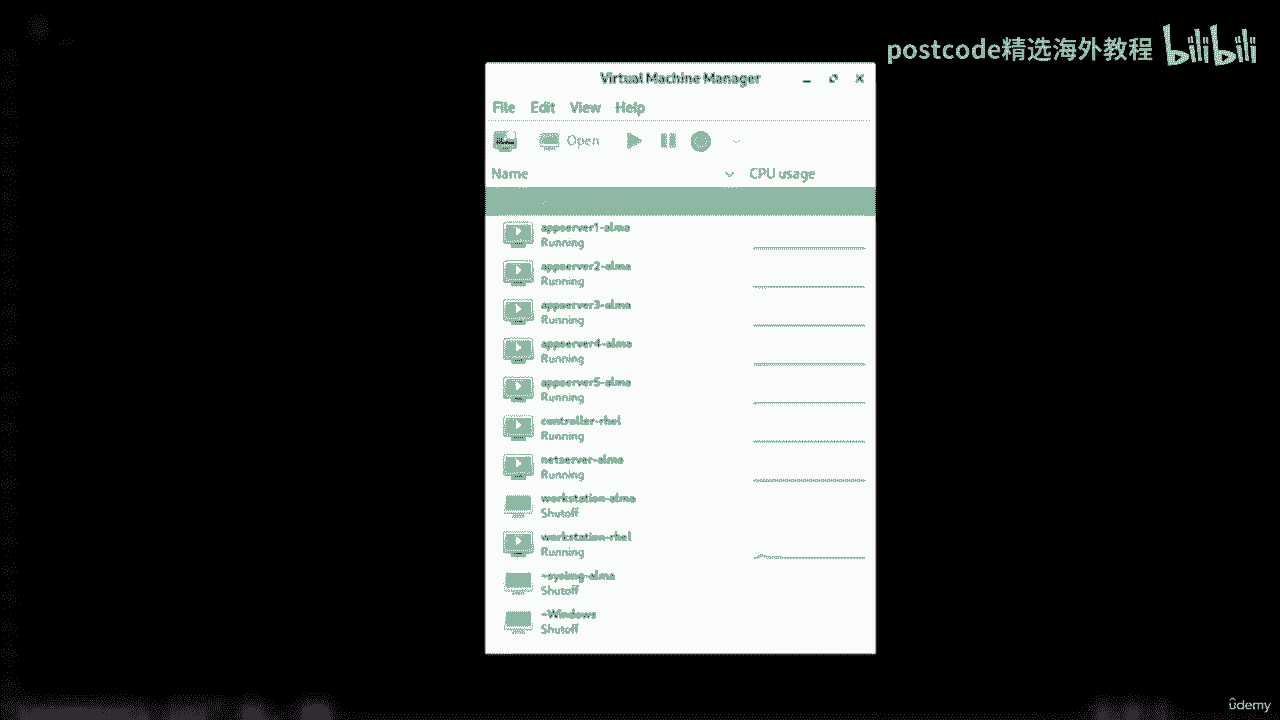 postcode精选海外教程 bilibili
Virtual Machine Manager
File Edit View Help
Open
Name CPU usage
appserver1-alma
Running
appserver2-alma
Running
appserver3-alma
Running
appserver4-alma
Running
appserver5-alma
Running
controller-rhel
Running
netserver-alma
Running
workstation-alma
Shutoff
workstation-rhel
Running
~sysimg-alma
Shutoff
~Windows
Shutoff
ûdemy